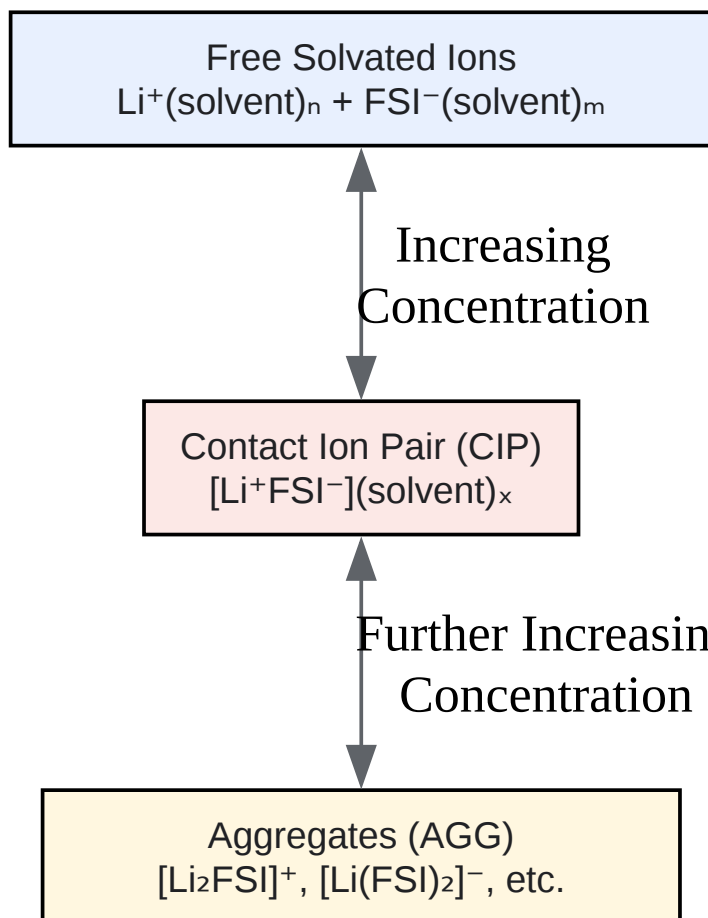 Free Solvated Ions
Li⁺(solvent)ₙ + FSI⁻(solvent)ₘ
Increasing
Concentration
Contact Ion Pair (CIP)
[Li⁺FSI⁻](solvent)ₓ
Further Increasin
Concentration
Aggregates (AGG)
[Li₂FSI]⁺, [Li(FSI)₂]⁻, etc.